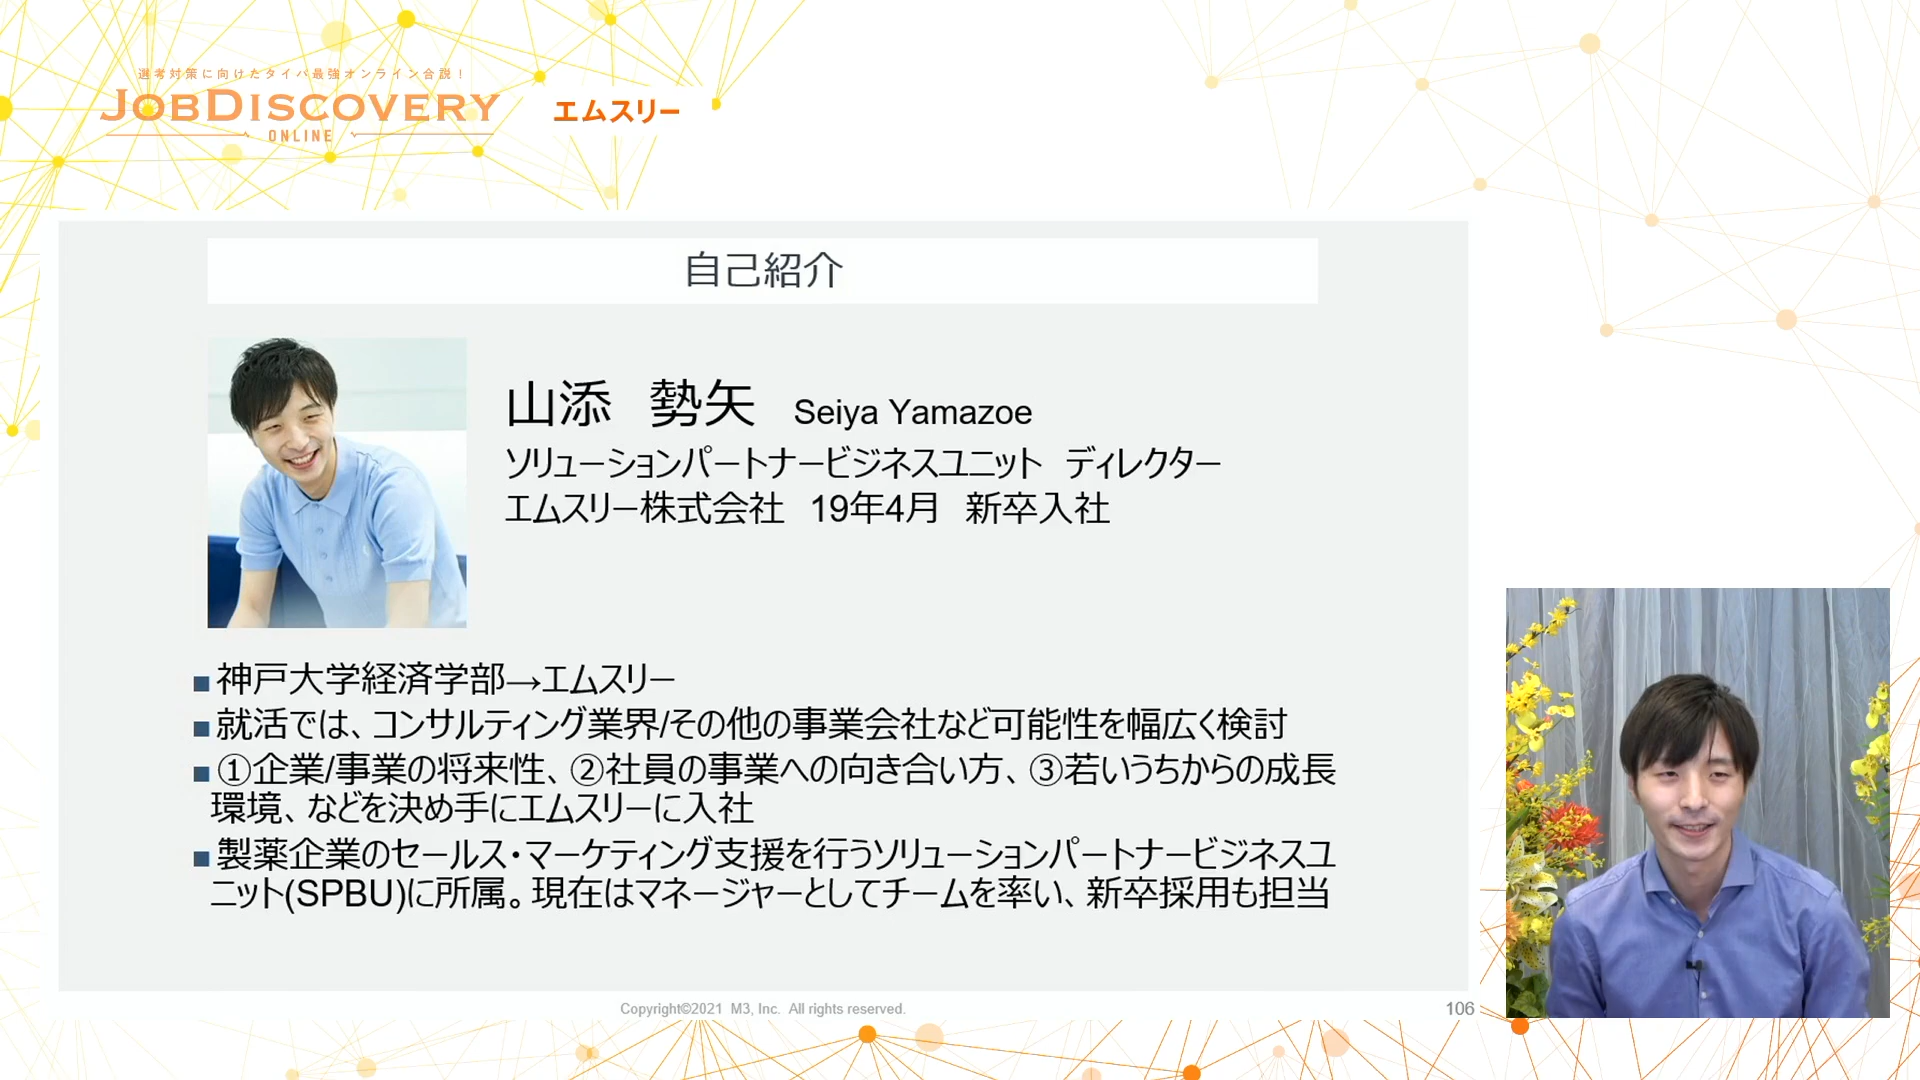 選考対策に向けたタイパ最強オンライン合説!
JOBDISCOVERY
ONLINE
エムスリー
自己紹介
山添 勢矢 Seiya Yamazoe
ソリューションパートナービジネスユニット ディレクター
エムスリー株式会社 19年4月 新卒入社
■神戸大学経済学部→エムスリー
■就活では、コンサルティング業界/その他の事業会社など可能性を幅広く検討
■①企業/事業の将来性、②社員の事業への向き合い方、③若いうちからの成長
環境、などを決め手にエムスリーに入社
■製薬企業のセールス・マーケティング支援を行うソリューションパートナービジネスユ
ニット(SPBU)に所属。現在はマネージャーとしてチームを率い、新卒採用も担当
Copyright©2021 M3, Inc. All rights reserved.
106